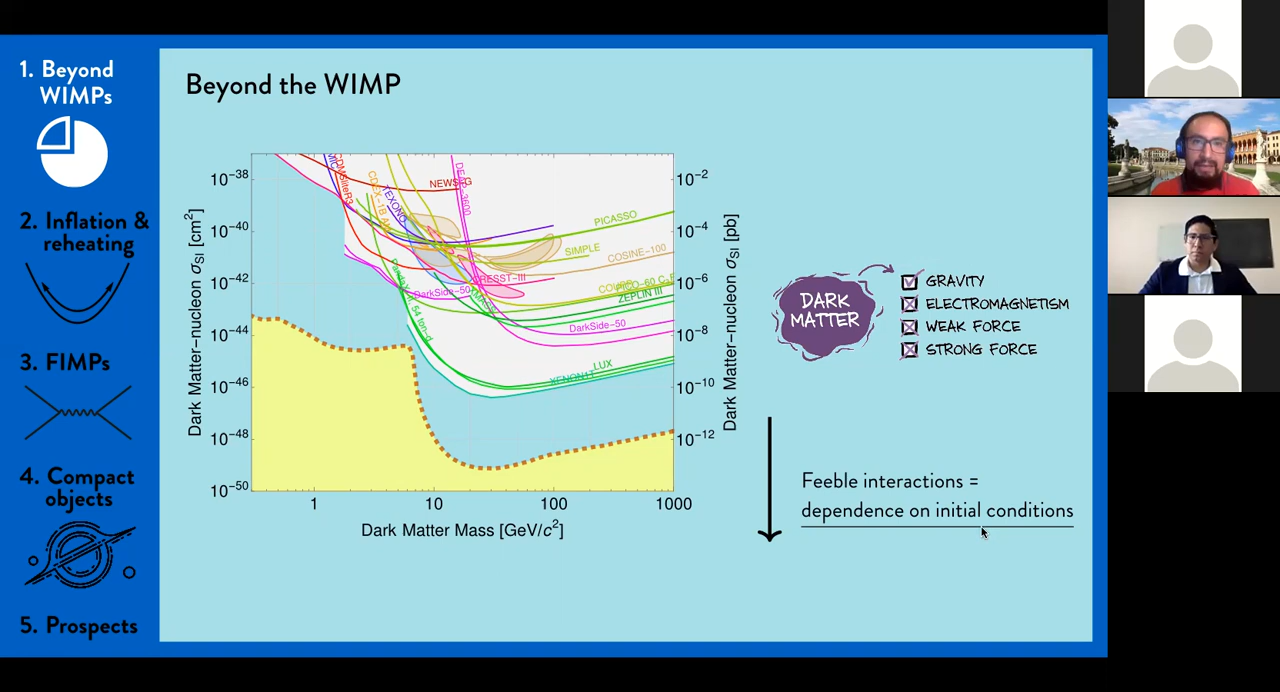 1. Beyond
WIMPs
2. Inflation &
reheating
3. FIMPs
4. Compact
objects
5. Prospects
Beyond the WIMP
Dark Matter-nucleon σSI [cm²]
10⁻³⁸
10⁻⁴⁰
10⁻⁴²
10⁻⁴⁴
10⁻⁴⁶
10⁻⁴⁸
10⁻⁵⁰
1
10
100
1000
Dark Matter Mass [GeV/c²]
10⁻²
10⁻⁴
10⁻⁶
10⁻⁸
10⁻¹⁰
10⁻¹²
Dark Matter-nucleon σSI [pb]
NEWS-G
TEXONO
PICASSO
SIMPLE
COSINE-100
ZEPLIN III
DarkSide-50
DarkSide-50
LUX
XENON1T
DARK
MATTER
GRAVITY
ELECTROMAGNETISM
WEAK FORCE
STRONG FORCE
Feeble interactions =
dependence on initial conditions